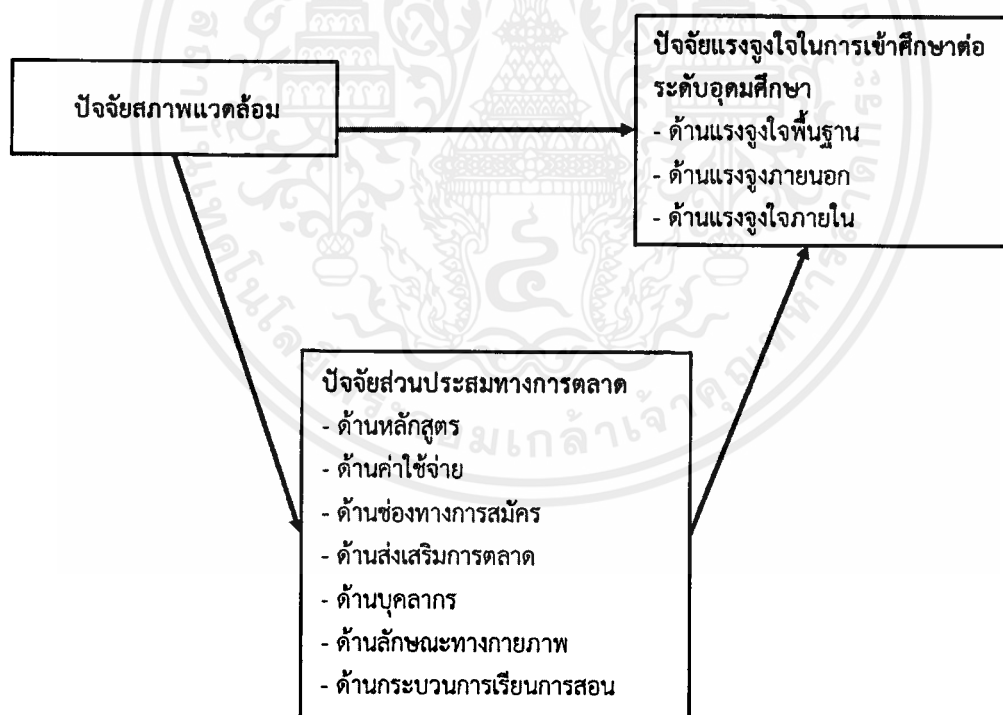 ปัจจัยสภาพแวดล้อม
ปัจจัยแรงจูงใจในการเข้าศึกษาต่อ
ระดับอุดมศึกษา
- ด้านแรงจูงใจพื้นฐาน
- ด้านแรงจูงภายนอก
- ด้านแรงจูงใจภายใน
ปัจจัยส่วนประสมทางการตลาด
- ด้านหลักสูตร
- ด้านค่าใช้จ่าย
- ด้านช่องทางการสมัคร
- ด้านส่งเสริมการตลาด
- ด้านบุคลากร
- ด้านลักษณะทางกายภาพ
- ด้านกระบวนการเรียนการสอน